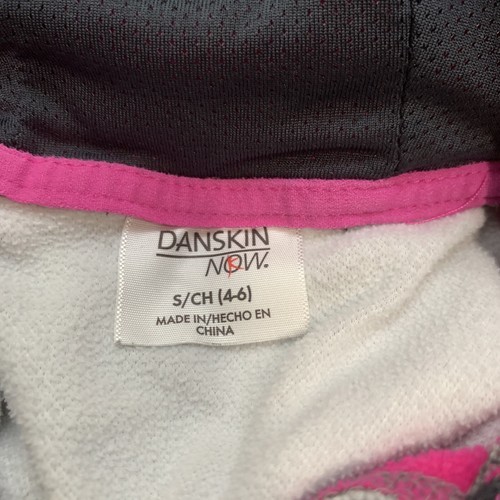 DANSKIN
NOW.
S/CH (4-6)
MADE IN/HECHO EN
CHINA